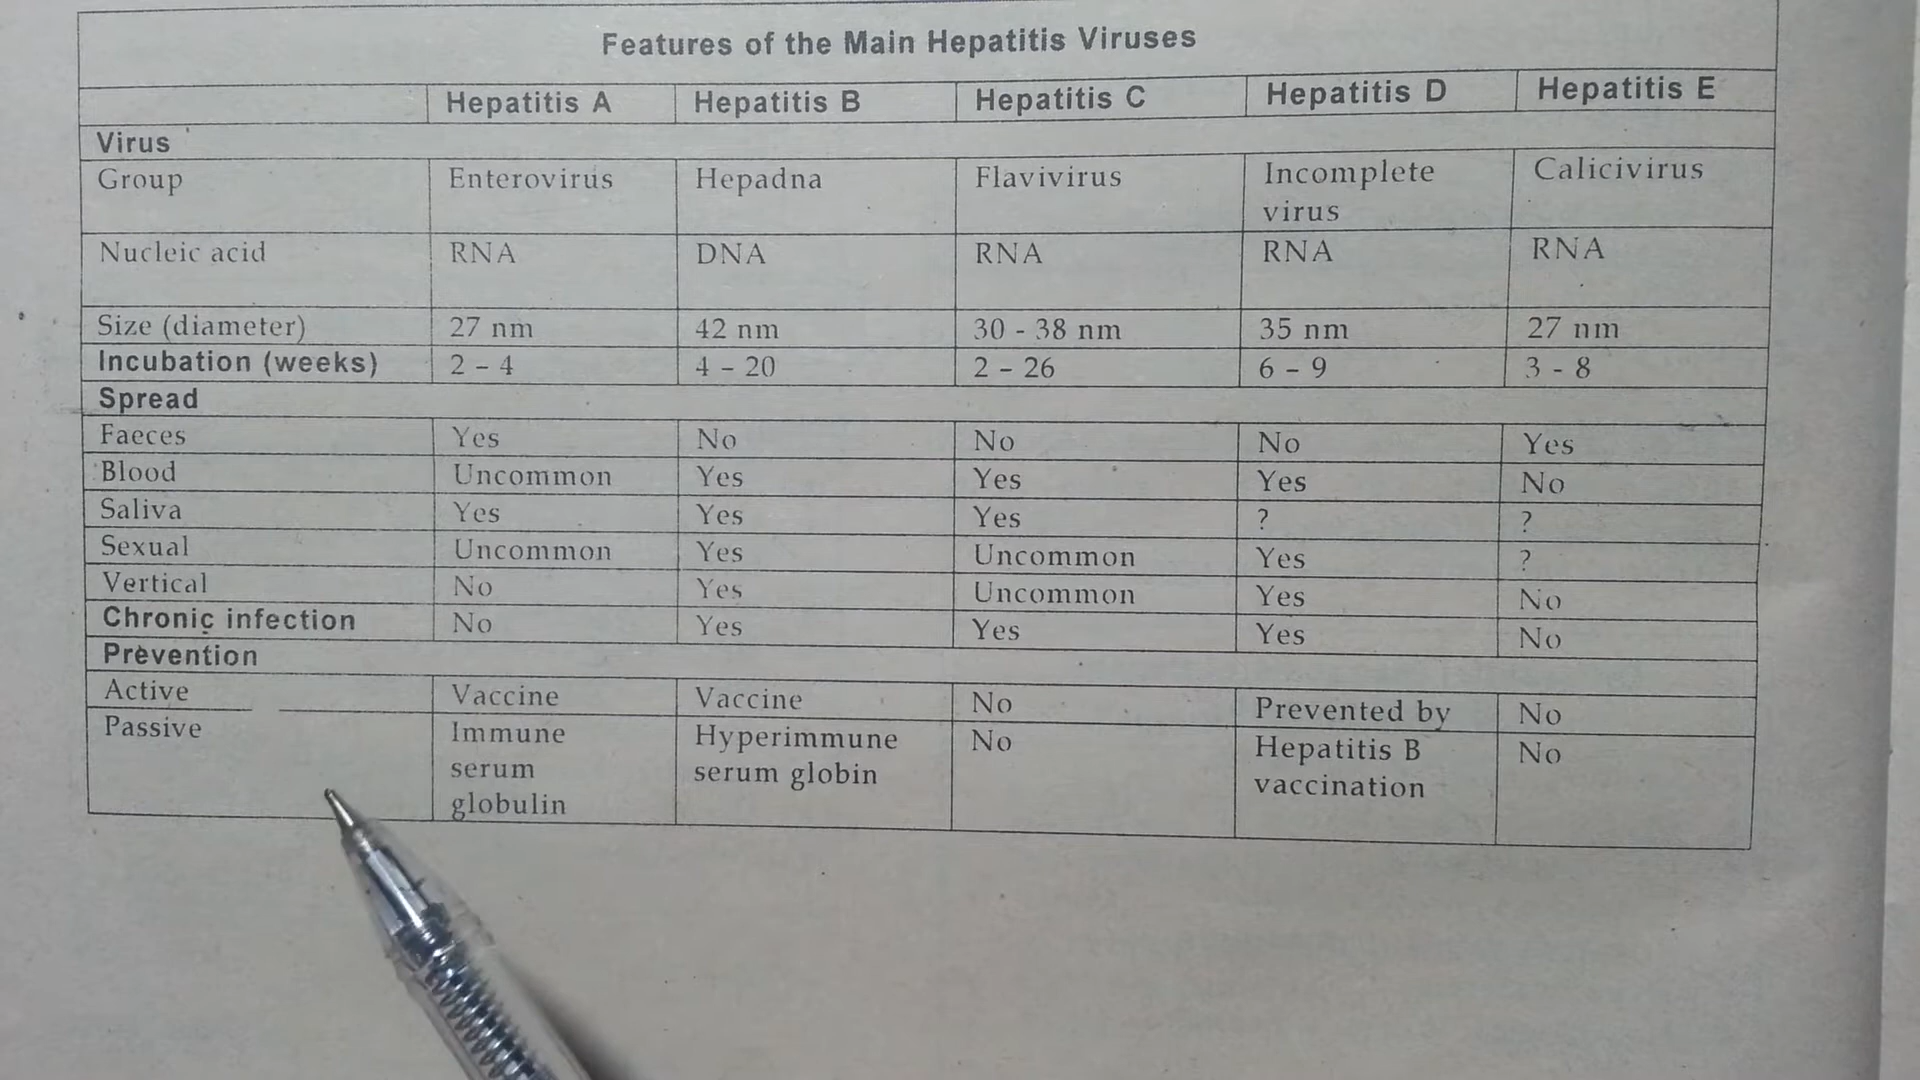 Features of the Main Hepatitis Viruses
Hepatitis A Hepatitis B Hepatitis C Hepatitis D Hepatitis E
Virus
Group Enterovirus Hepadna Flavivirus Incomplete Calicivirus
virus
Nucleic acid RNA DNA RNA RNA RNA
Size (diameter) 27 nm 42 nm 30 - 38 nm 35 nm 27 nm
Incubation (weeks) 2 – 4 4 – 20 2 – 26 6 – 9 3 - 8
Spread
Faeces Yes No No No Yes
Blood Uncommon Yes Yes Yes No
Saliva Yes Yes Yes ? ?
Sexual Uncommon Yes Uncommon Yes ?
Vertical No Yes Uncommon Yes No
Chronic infection No Yes Yes Yes No
Prevention
Active Vaccine Vaccine No Prevented by No
Passive Immune Hyperimmune No Hepatitis B No
serum serum globin vaccination
globulin